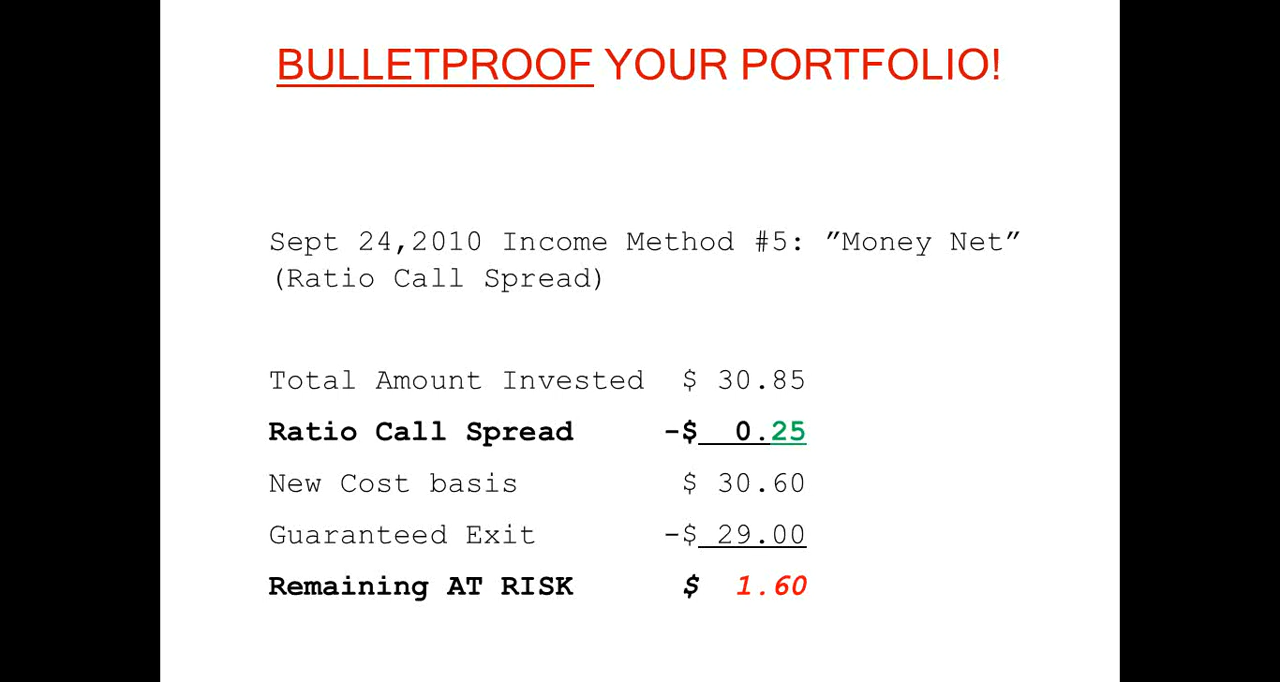 BULLETPROOF YOUR PORTFOLIO!
Sept 24,2010 Income Method #5: ”Money Net”
(Ratio Call Spread)
Total Amount Invested $ 30.85
Ratio Call Spread -$ 0.25
New Cost basis $ 30.60
Guaranteed Exit -$ 29.00
Remaining AT RISK $ 1.60